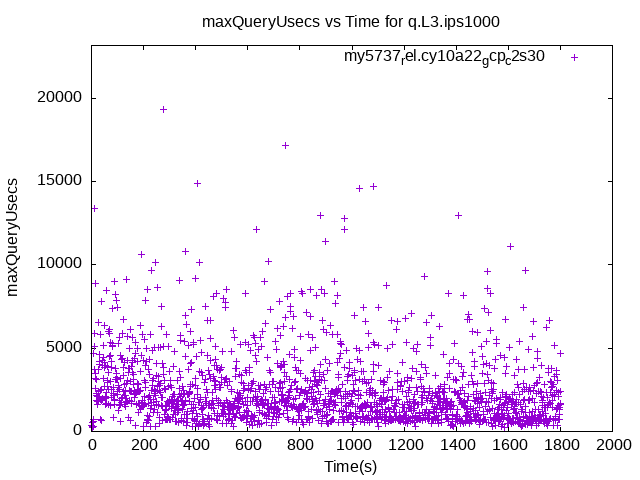 maxQueryUsecs vs Time for q.L3.ips1000
my5737rel.cy10a22gcpc2s30
25000
20000
15000
10000
5000
0
maxQueryUsecs
0 200 400 600 800 1000 1200 1400 1600 1800 2000
Time(s)